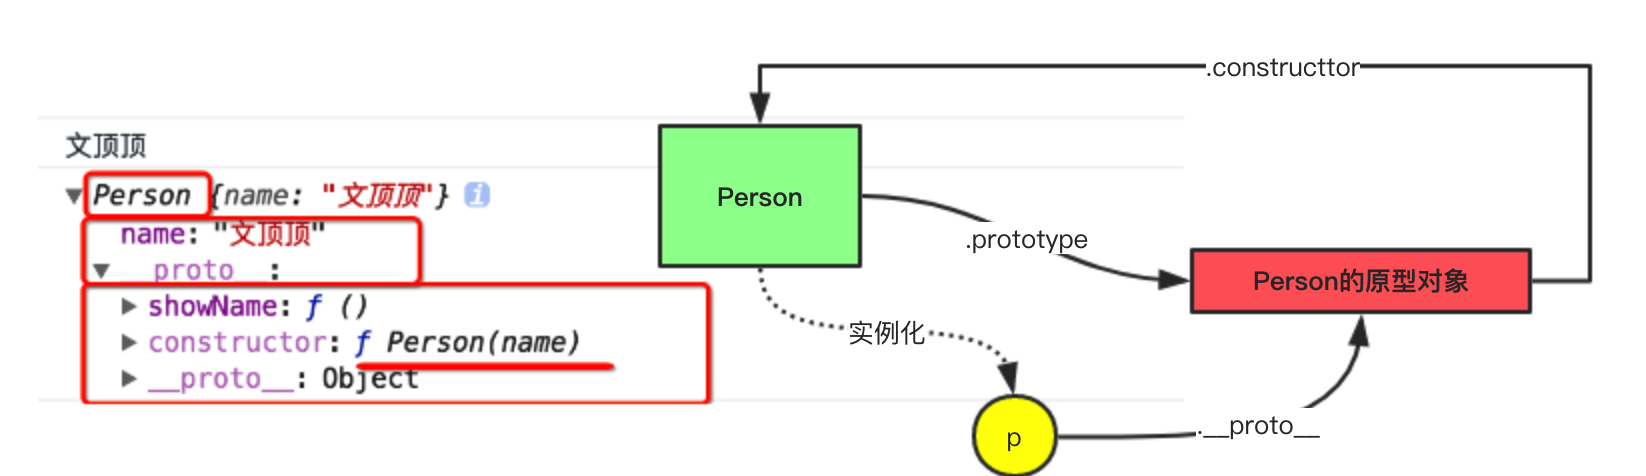 文顶顶
▼ Person {name: "文顶顶"} i
name: "文顶顶"
▼ __proto__:
▶ showName: ƒ ()
▶ constructor: ƒ Person(name)
▶ __proto__: Object
.constructtor
Person
.prototype
Person的原型对象
实例化
p
.__proto__